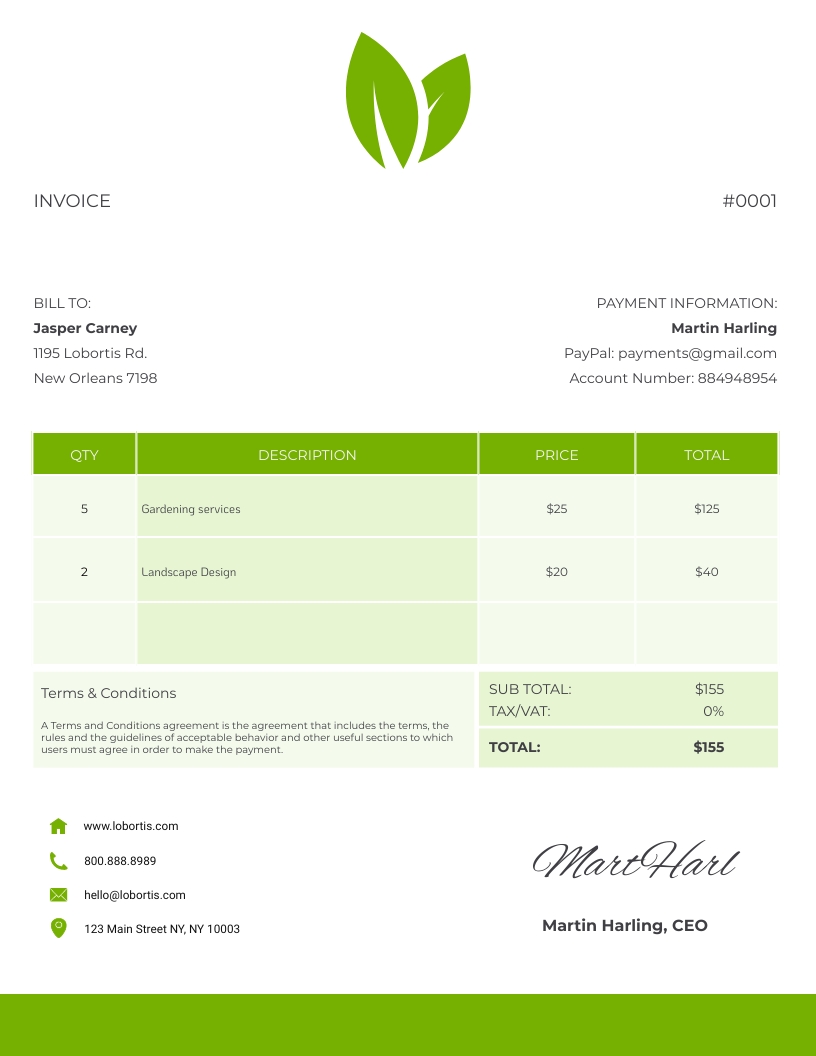 INVOICE #0001
BILL TO: PAYMENT INFORMATION:
Jasper Carney Martin Harling
1195 Lobortis Rd. PayPal: payments@gmail.com
New Orleans 7198 Account Number: 884948954
QTY DESCRIPTION PRICE TOTAL
5 Gardening services $25 $125
2 Landscape Design $20 $40
Terms & Conditions
A Terms and Conditions agreement is the agreement that includes the terms, the
rules and the guidelines of acceptable behavior and other useful sections to which
users must agree in order to make the payment.
SUB TOTAL: $155
TAX/VAT: 0%
TOTAL: $155
www.lobortis.com
800.888.8989
hello@lobortis.com
123 Main Street NY, NY 10003
MartHarl
Martin Harling, CEO